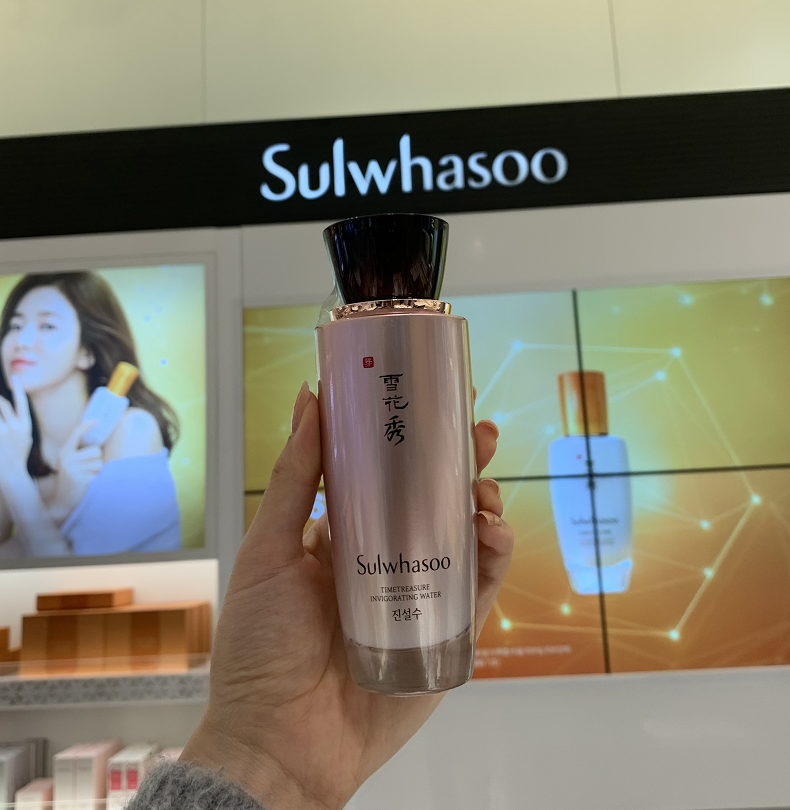 Sulwhasoo
雪
花
秀
Sulwhasoo
TIMETREASURE
INVIGORATING WATER
진설수
Sulwhasoo